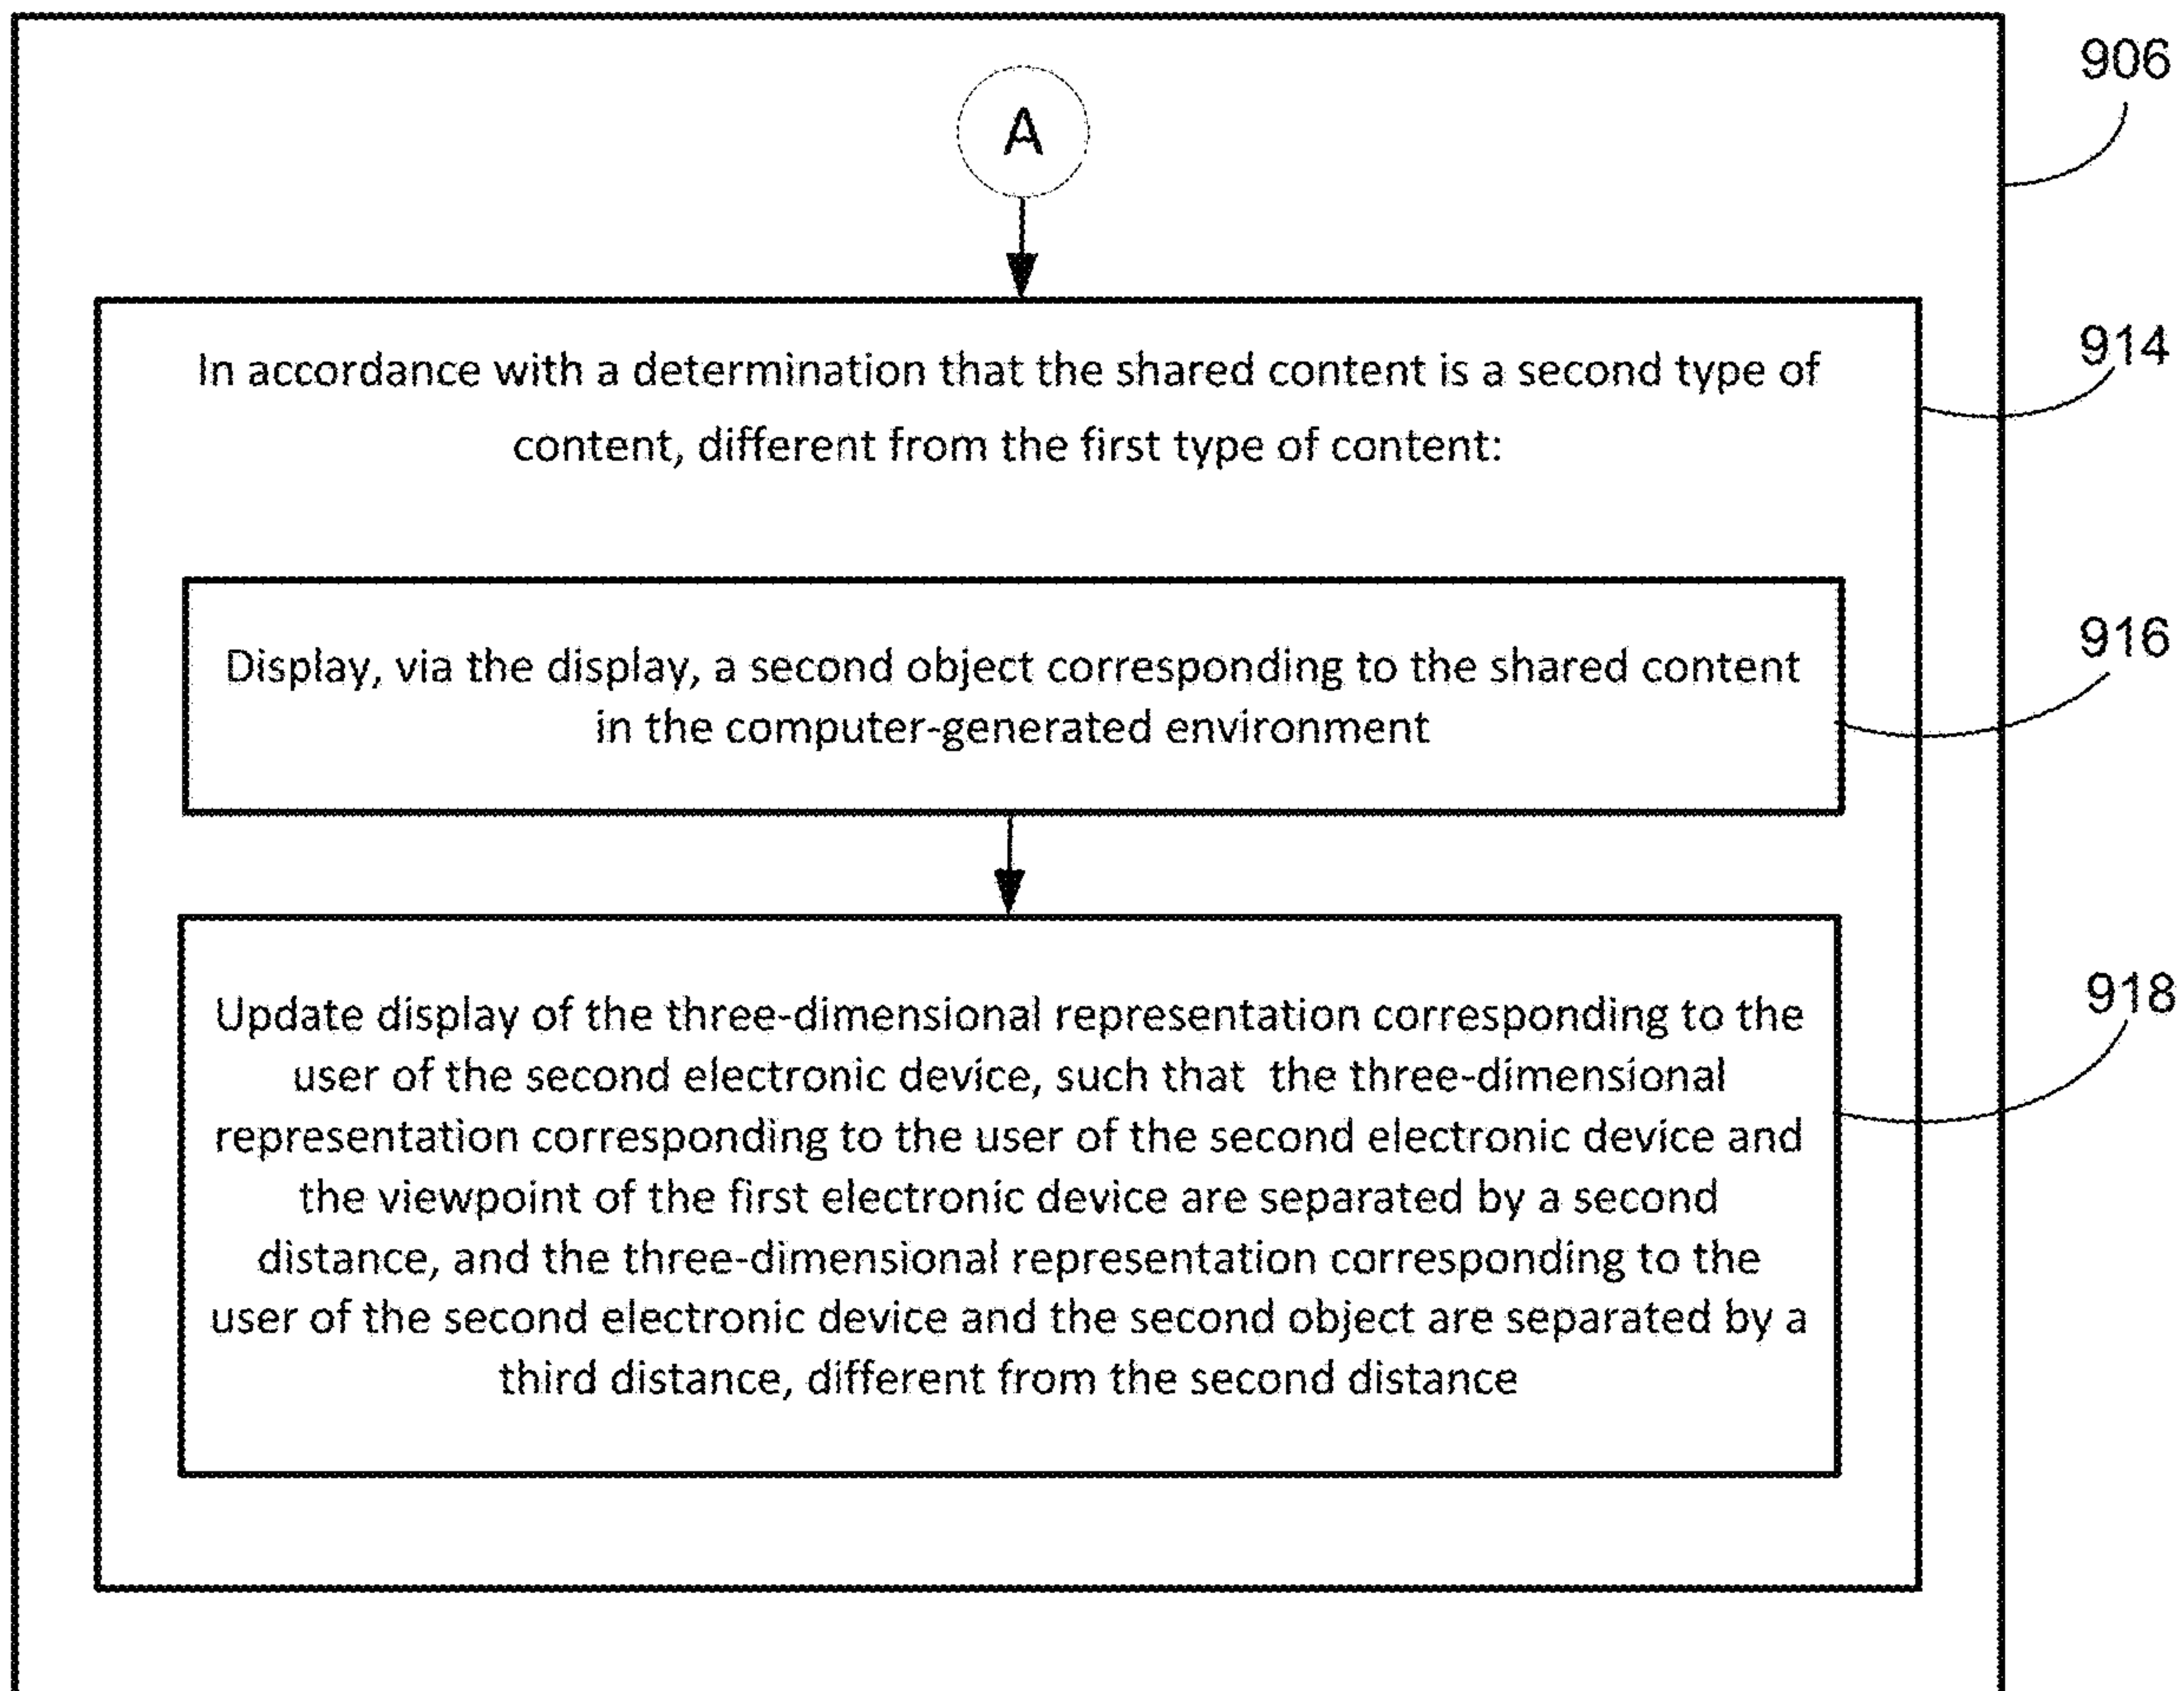 906
A
914
In accordance with a determination that the shared content is a second type of
content, different from the first type of content:
916
Display, via the display, a second object corresponding to the shared content
in the computer-generated environment
918
Update display of the three-dimensional representation corresponding to the
user of the second electronic device, such that the three-dimensional
representation corresponding to the user of the second electronic device and
the viewpoint of the first electronic device are separated by a second
distance, and the three-dimensional representation corresponding to the
user of the second electronic device and the second object are separated by a
third distance, different from the second distance